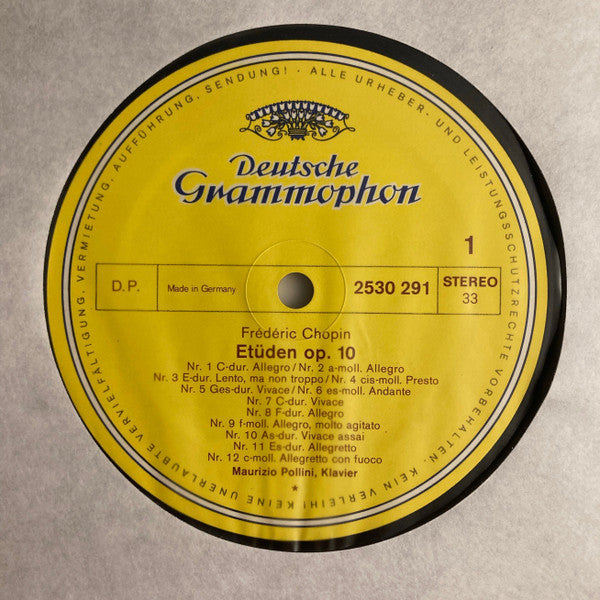 ALLE URHEBER- UND LEISTUNGSSCHUTZRECHTE VORBEHALTEN· KEIN VERLEIH! KEINE UNERLAUBTE VERVIELFÄLTIGUNG, VERMIETUNG, AUFFÜHRUNG, SENDUNG! ·
Deutsche
Grammophon
1
D.P. Made in Germany 2530 291 STEREO
33
Frédéric Chopin
Etüden op. 10
Nr. 1 C-dur. Allegro / Nr. 2 a-moll. Allegro
Nr. 3 E-dur. Lento, ma non troppo / Nr. 4 cis-moll. Presto
Nr. 5 Ges-dur. Vivace / Nr. 6 es-moll. Andante
Nr. 7 C-dur. Vivace
Nr. 8 F-dur. Allegro
Nr. 9 f-moll. Allegro, molto agitato
Nr. 10 As-dur. Vivace assai
Nr. 11 Es-dur. Allegretto
Nr. 12 c-moll. Allegretto con fuoco
Maurizio Pollini, Klavier
*